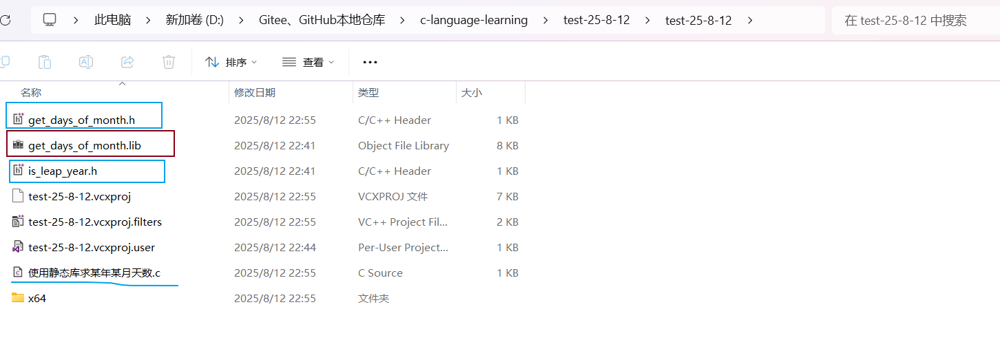 此电脑 > 新加卷 (D:) > Gitee、GitHub本地仓库 > c-language-learning > test-25-8-12 > test-25-8-12 > 在 test-25-8-12 中搜索
排序 查看 ...
名称 修改日期 类型 大小
get_days_of_month.h 2025/8/12 22:55 C/C++ Header 1 KB
get_days_of_month.lib 2025/8/12 22:41 Object File Library 8 KB
is_leap_year.h 2025/8/12 22:41 C/C++ Header 1 KB
test-25-8-12.vcxproj 2025/8/12 22:55 VCXPROJ 文件 7 KB
test-25-8-12.vcxproj.filters 2025/8/12 22:55 VC++ Project Fil... 2 KB
test-25-8-12.vcxproj.user 2025/8/12 22:44 Per-User Project... 1 KB
使用静态库求某年某月天数.c 2025/8/12 22:55 C Source 1 KB
x64 2025/8/12 22:55 文件夹